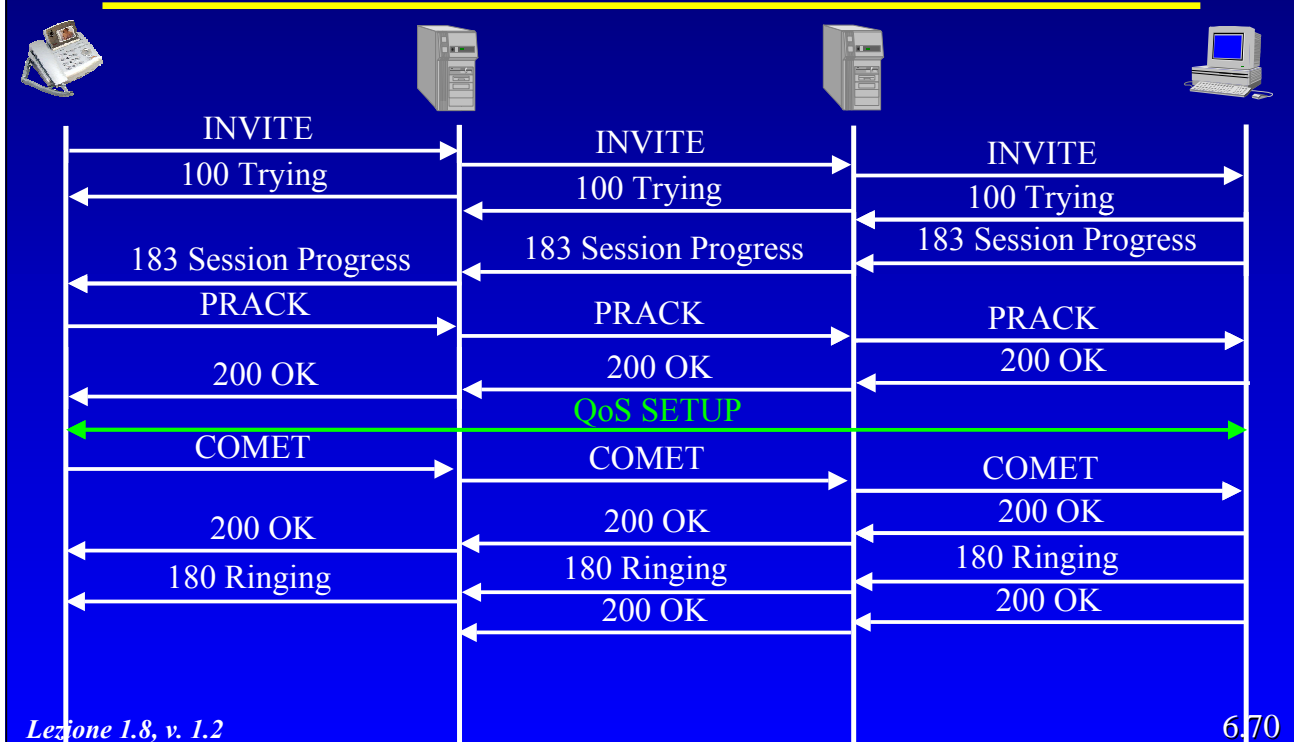 INVITE INVITE INVITE
100 Trying 100 Trying 100 Trying
183 Session Progress 183 Session Progress 183 Session Progress
PRACK PRACK PRACK
200 OK 200 OK 200 OK
QoS SETUP
COMET COMET COMET
200 OK 200 OK 200 OK
180 Ringing 180 Ringing 180 Ringing
200 OK 200 OK
Lezione 1.8, v. 1.2 6.70